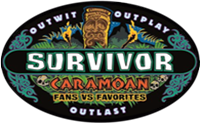 OUTWIT OUTPLAY
SURVIVOR
CARAMOAN
FANS VS FAVORITES
OUTLAST